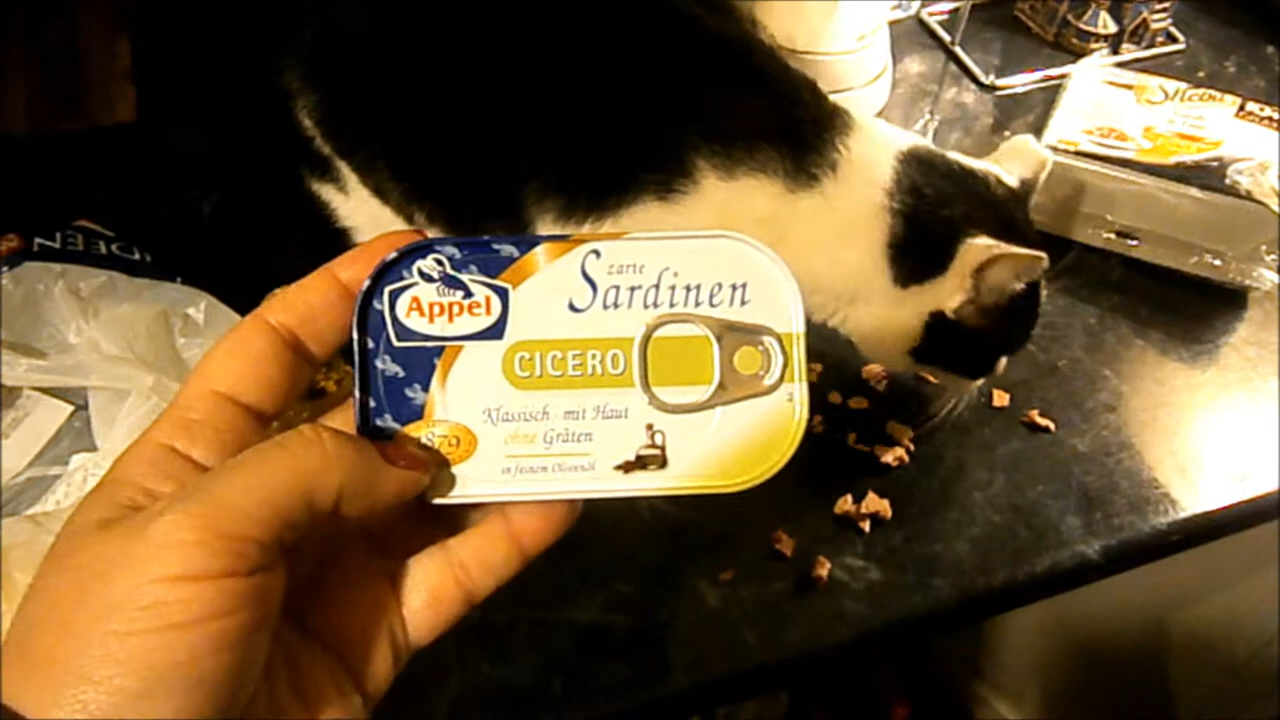 zarte
Sardinen
Appel
CICERO
Klassisch - mit Haut
ohne Gräten
in feinem Olivenöl
1879
Sheba
IDEEN